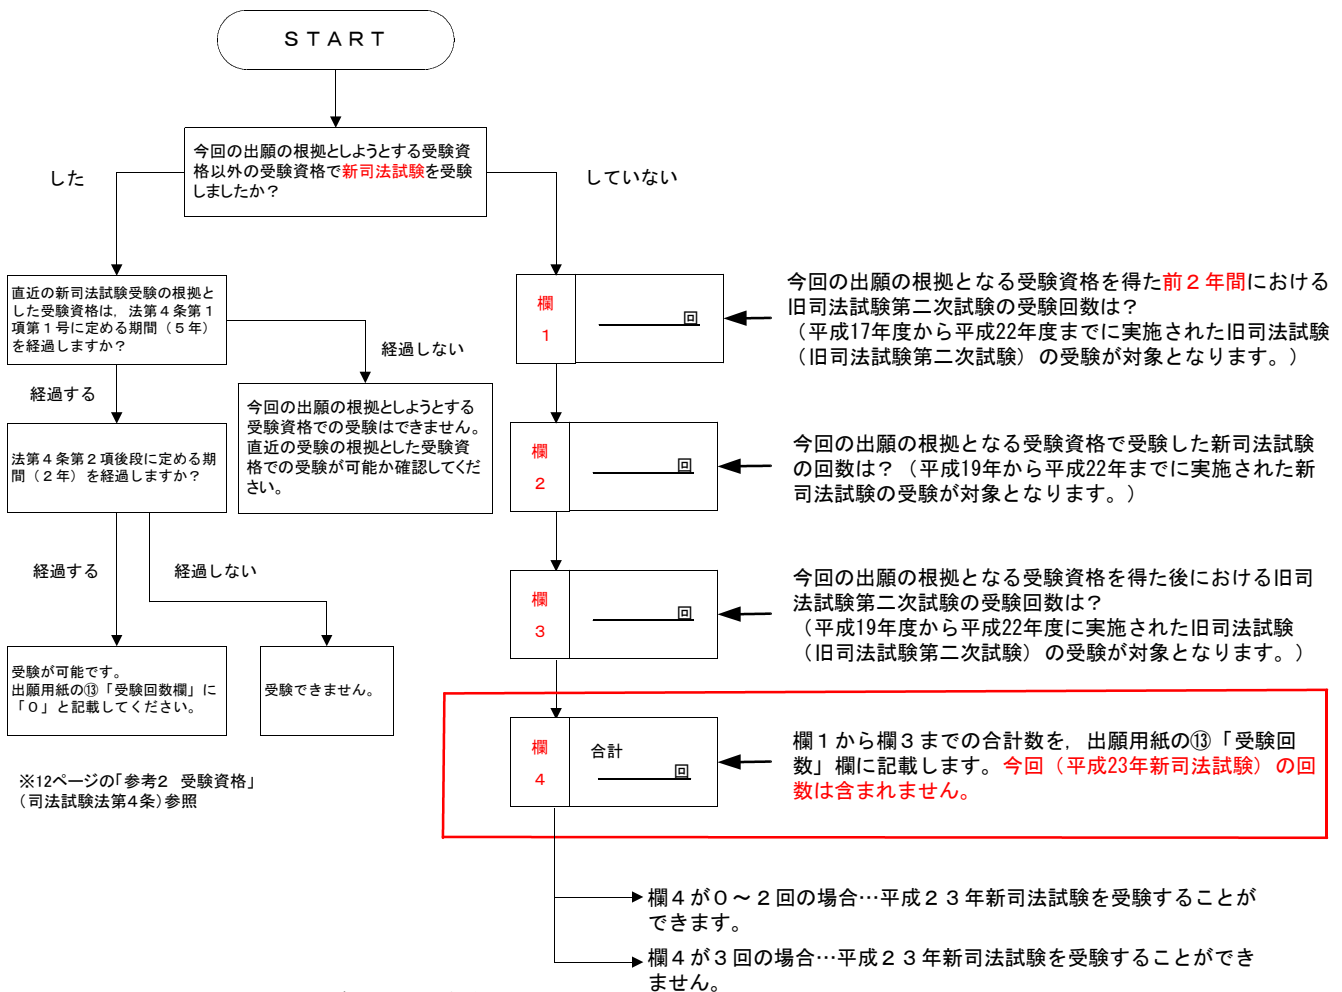 ＳＴＡＲＴ
今回の出願の根拠としようとする受験資
格以外の受験資格で新司法試験を受験
しましたか？
した
していない
直近の新司法試験受験の根拠と
した受験資格は，法第４条第１
項第１号に定める期間（５年）
を経過しますか？
経過しない
経過する
今回の出願の根拠としようとする
受験資格での受験はできません。
直近の受験の根拠とした受験資
格での受験が可能か確認してくだ
さい。
法第４条第２項後段に定める期
間（２年）を経過しますか？
経過する
経過しない
受験が可能です。
出願用紙の⑬「受験回数欄」に
「０」と記載してください。
受験できません。
※12ページの「参考２ 受験資格」
（司法試験法第４条）参照
欄
１
回
今回の出願の根拠となる受験資格を得た前２年間における
旧司法試験第二次試験の受験回数は？
（平成17年度から平成22年度までに実施された旧司法試験
（旧司法試験第二次試験）の受験が対象となります。）
欄
２
回
今回の出願の根拠となる受験資格で受験した新司法試験
の回数は？（平成19年から平成22年までに実施された新
司法試験の受験が対象となります。）
欄
３
回
今回の出願の根拠となる受験資格を得た後における旧司
法試験第二次試験の受験回数は？
（平成19年度から平成22年度に実施された旧司法試験
（旧司法試験第二次試験）の受験が対象となります。）
欄
４
合計
回
欄１から欄３までの合計数を，出願用紙の⑬「受験回
数」欄に記載します。今回（平成23年新司法試験）の回
数は含まれません。
欄４が０～２回の場合…平成２３年新司法試験を受験することが
できます。
欄４が３回の場合…平成２３年新司法試験を受験することができ
ません。